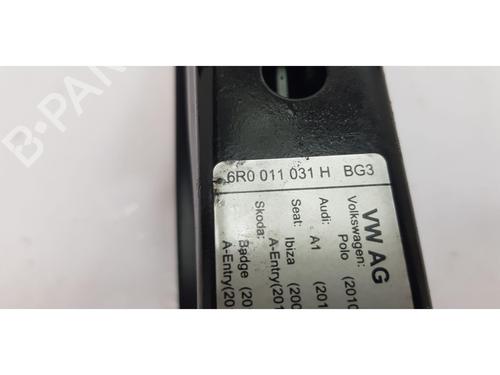 B-PARTS
6R0 011 031 H BG3
VW AG
Volkswagen: Polo (2010
Audi: A1 (201
Seat: Ibiza (200
A-Entry(201
Skoda: Badge (20
A-Entry(20